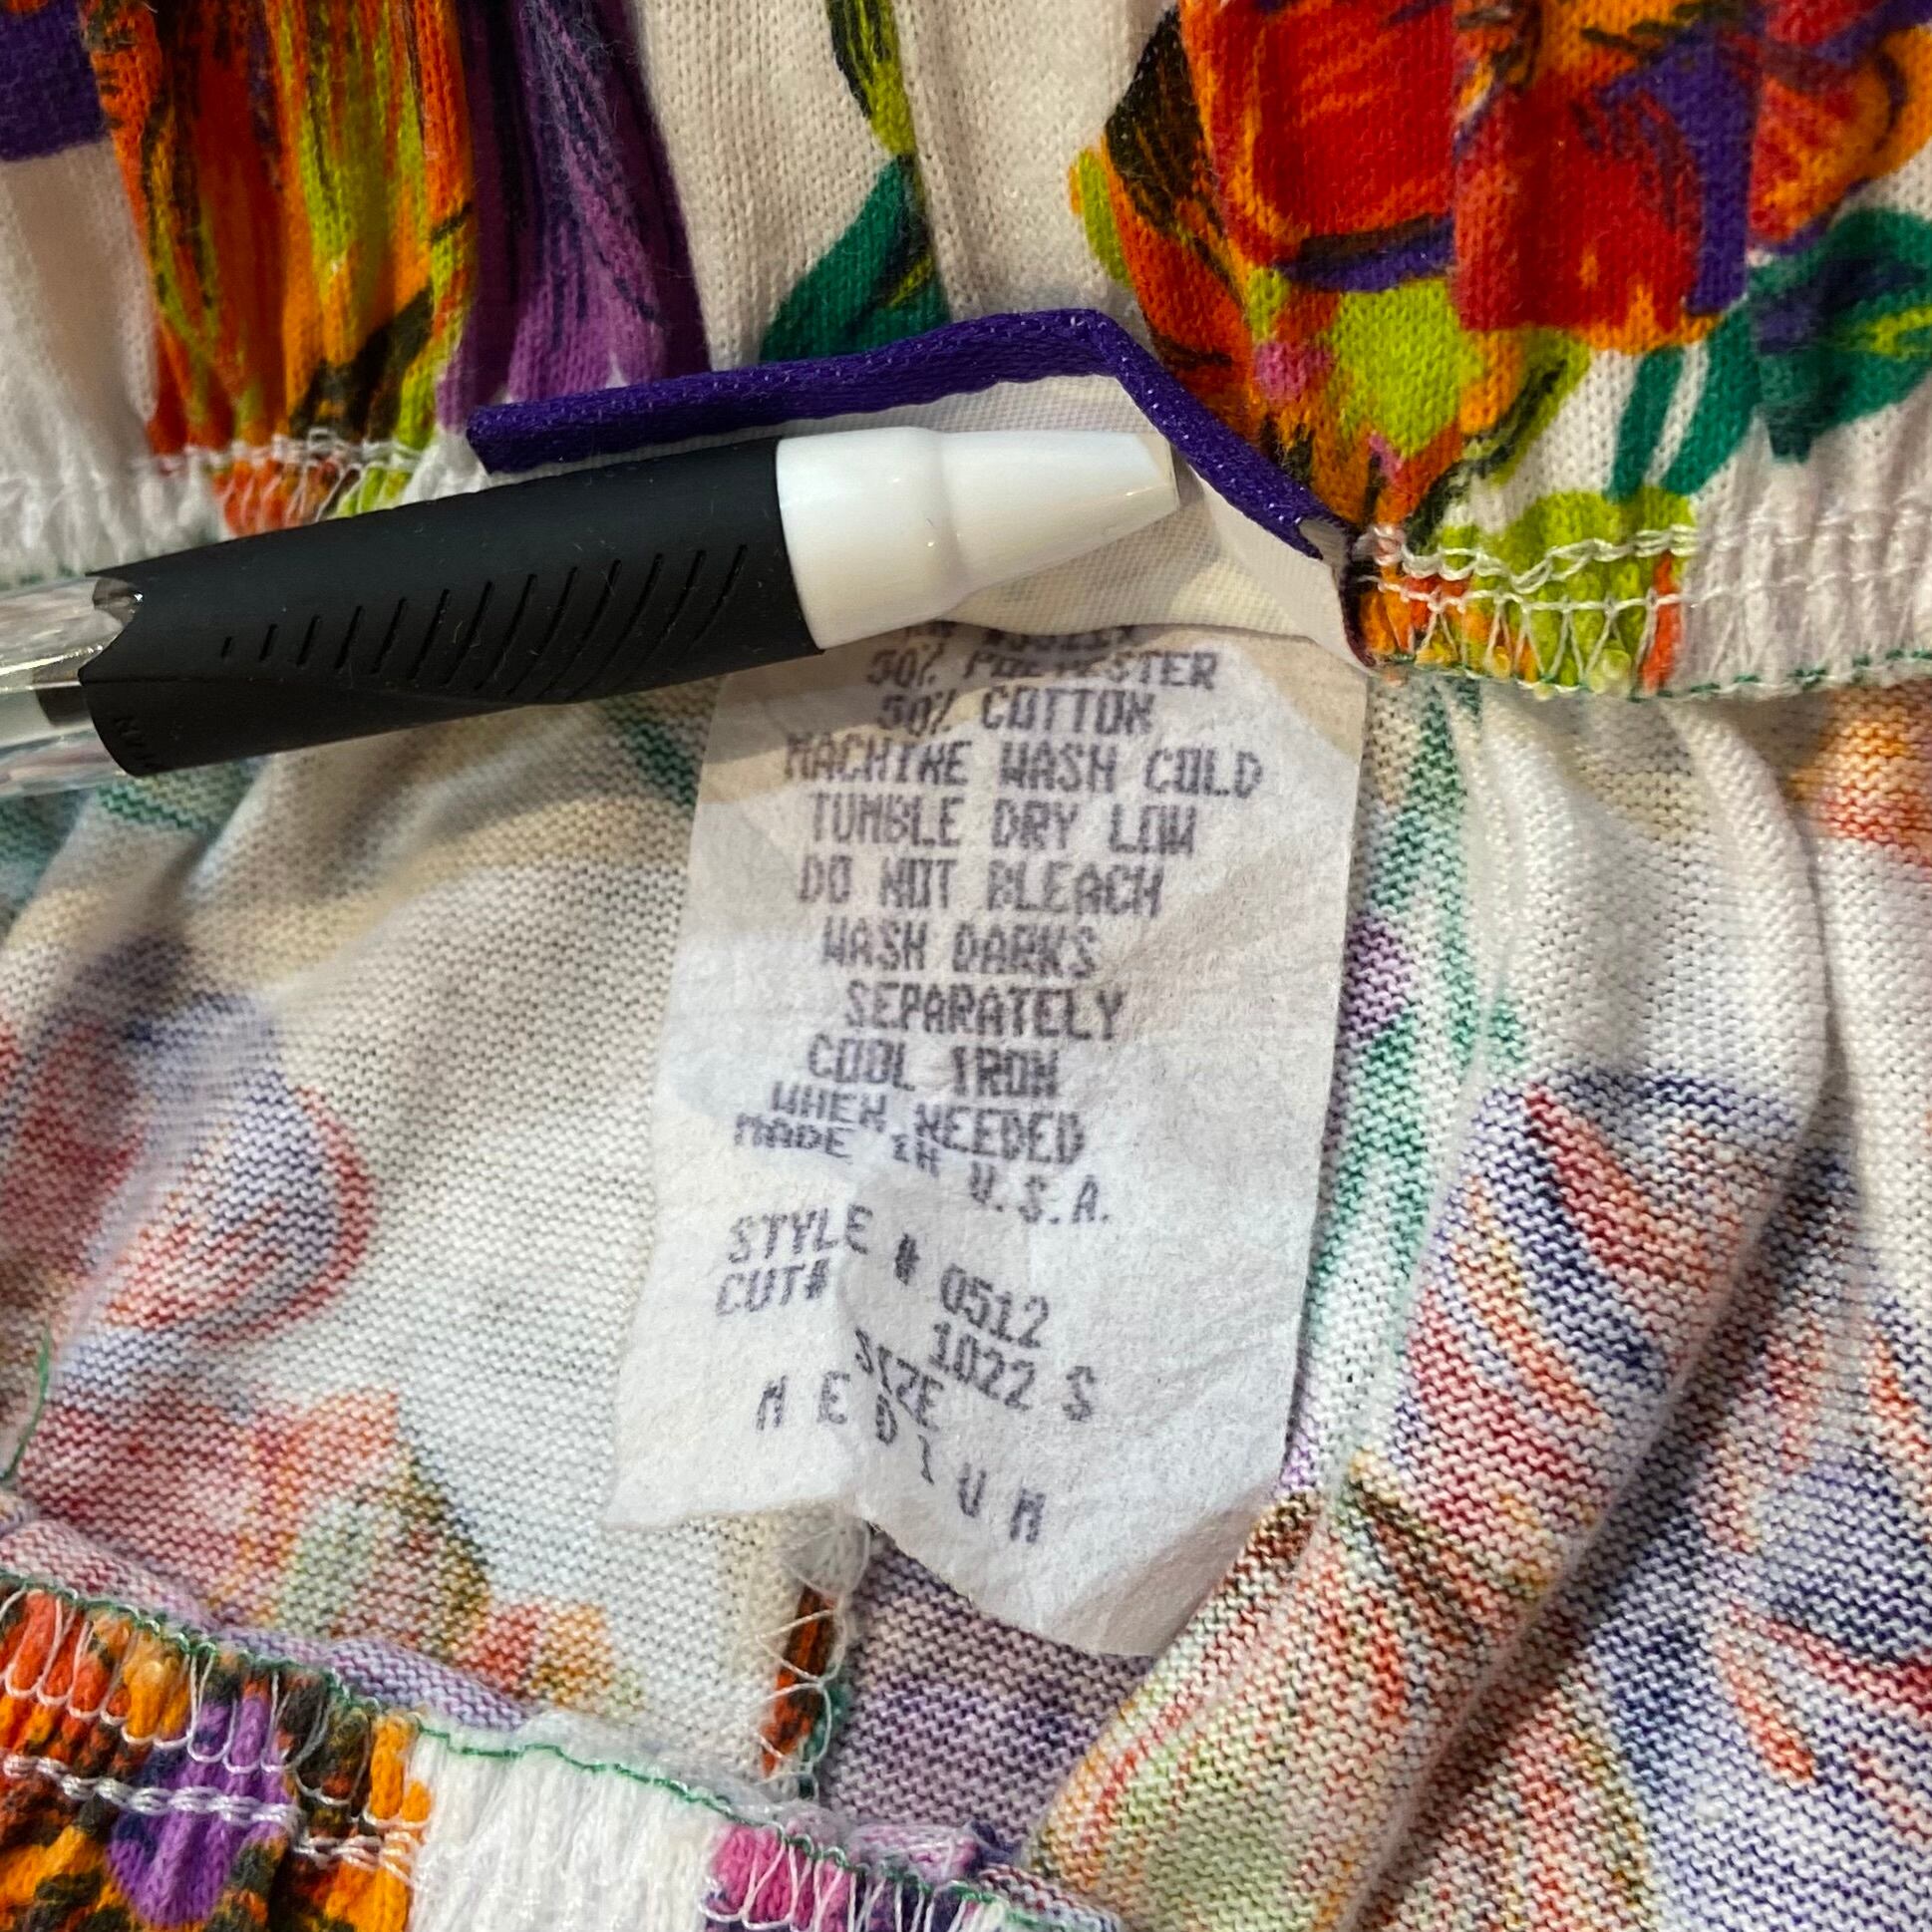 50% POLYESTER
50% COTTON
MACHINE WASH COLD
TUMBLE DRY LOW
DO NOT BLEACH
WASH DARKS
SEPARATELY
COOL IRON
WHEN NEEDED
MADE IN U.S.A.
STYLE # 0512
CUT# 1022 S
SIZE
M E D I U M